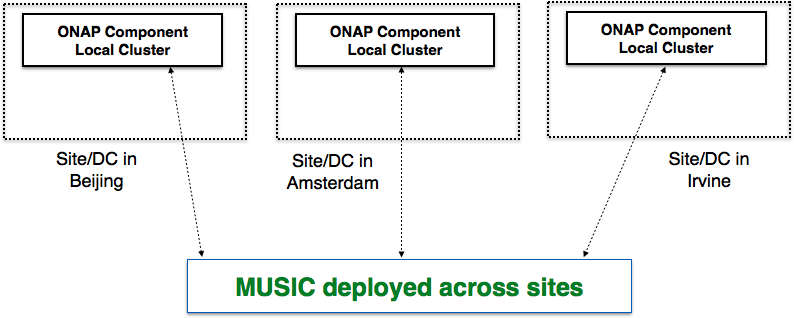 ONAP Component
Local Cluster
ONAP Component
Local Cluster
ONAP Component
Local Cluster
Site/DC in
Beijing
Site/DC in
Amsterdam
Site/DC in
Irvine
MUSIC deployed across sites